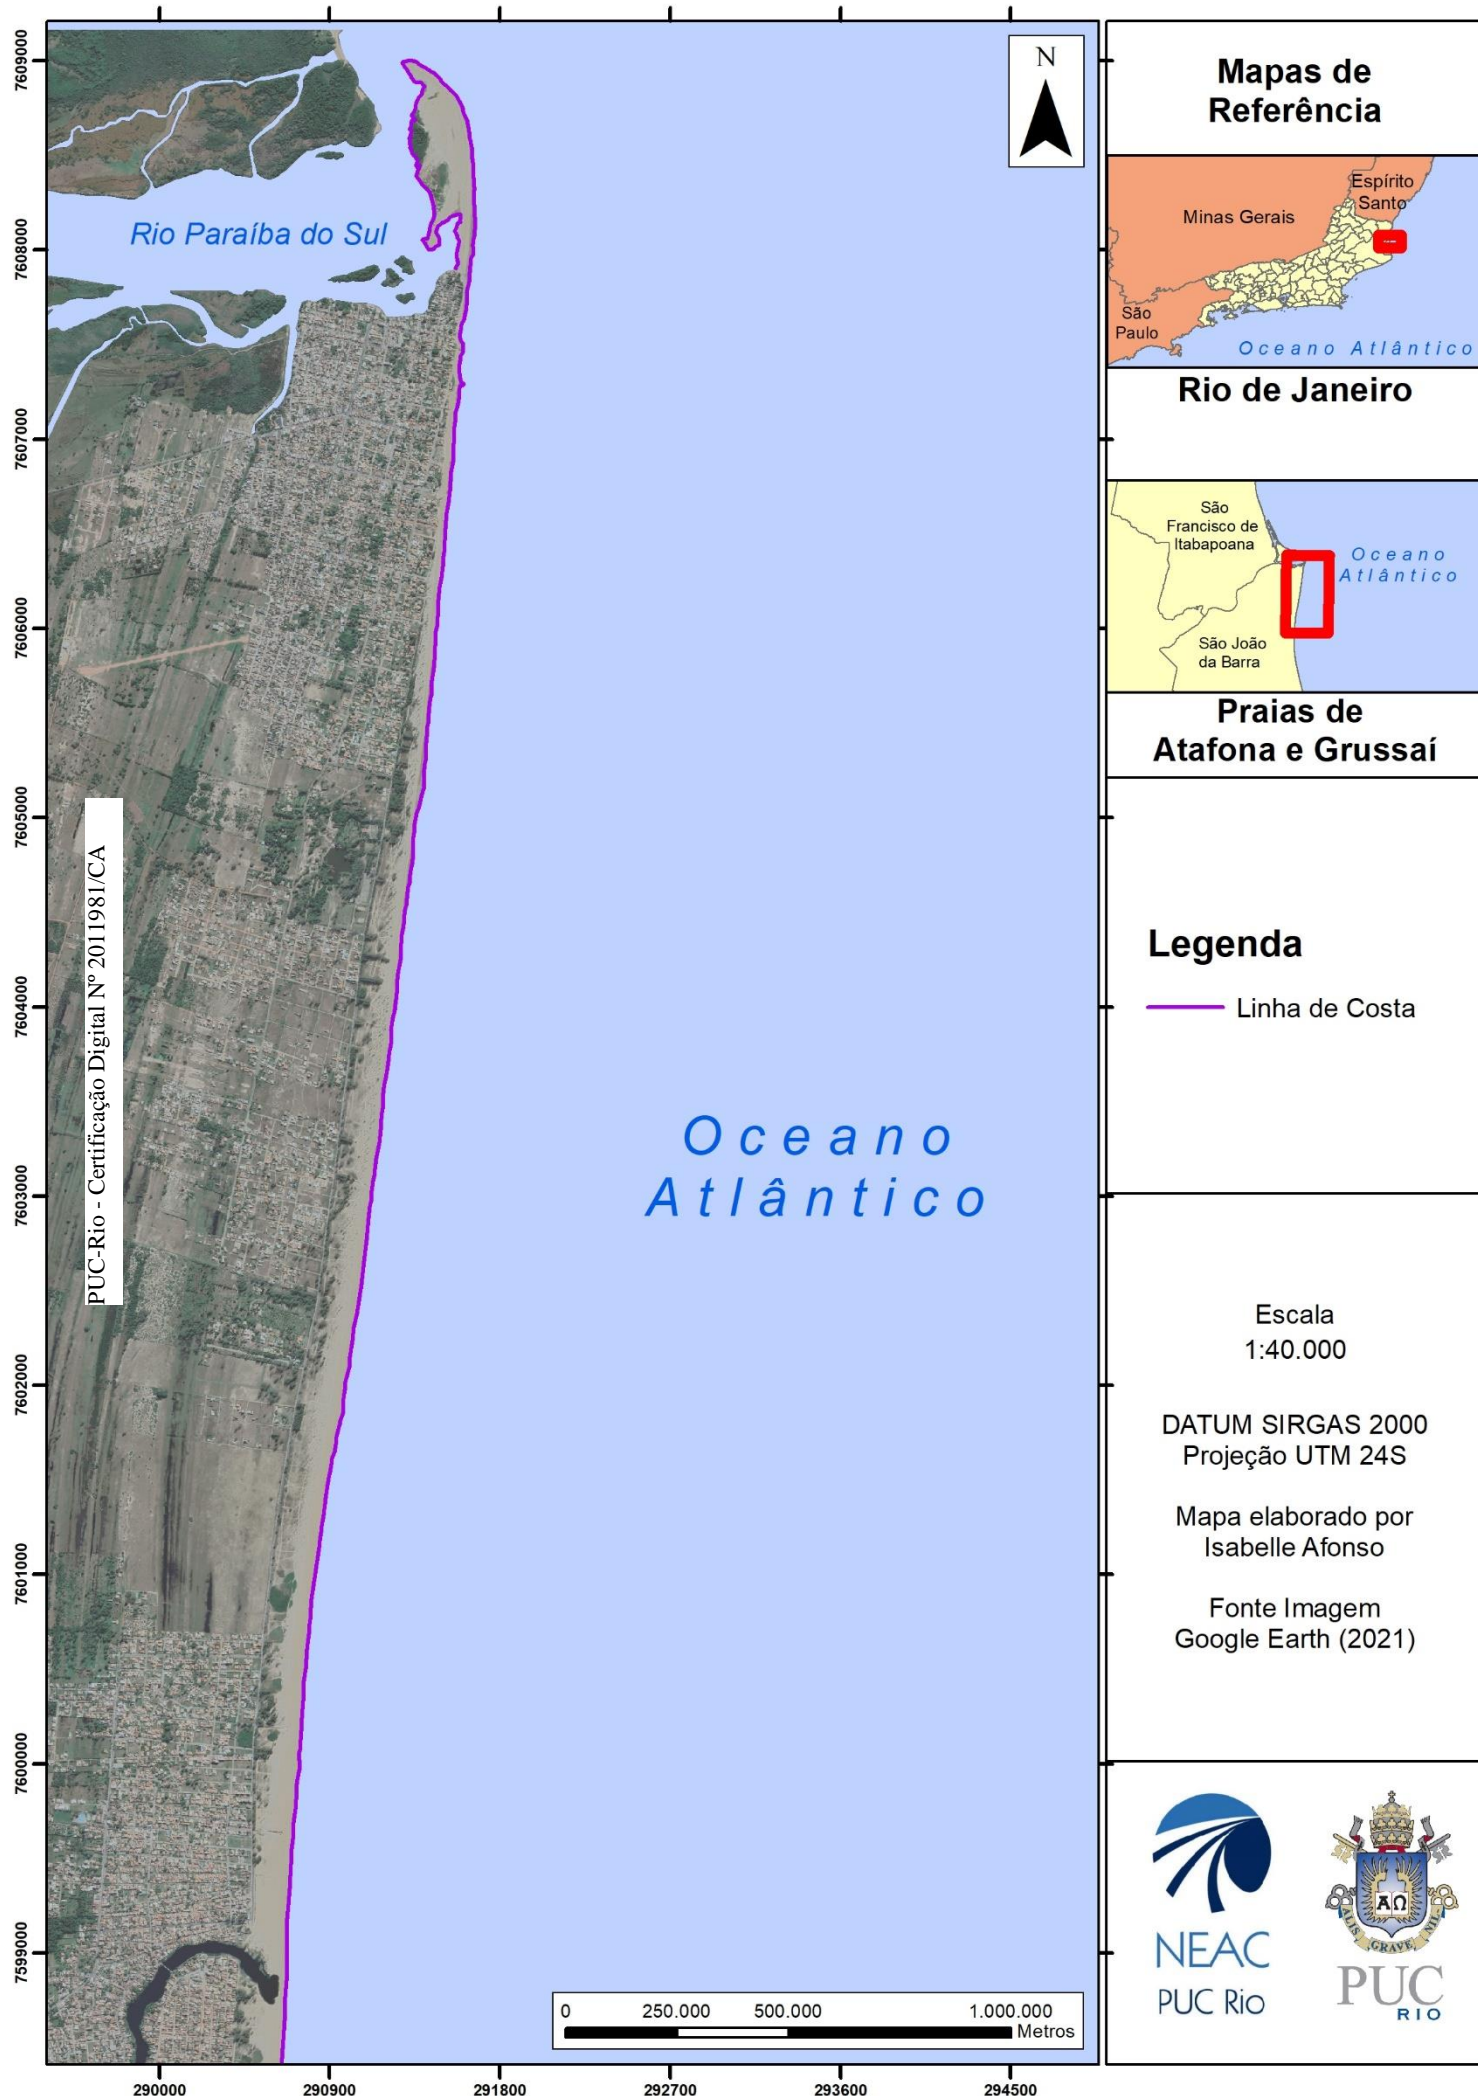 N
Rio Paraíba do Sul
Oceano
Atlântico
PUC-Rio - Certificação Digital Nº 2011981/CA
7609000
7608000
7607000
7606000
7605000
7604000
7603000
7602000
7601000
7600000
7599000
290000
290900
291800
292700
293600
294500
0
250.000
500.000
1.000.000
Metros
Mapas de
Referência
Espírito
Santo
Minas Gerais
São
Paulo
Oceano Atlântico
Rio de Janeiro
São
Francisco de
Itabapoana
Oceano
Atlântico
São João
da Barra
Praias de
Atafona e Grussaí
Legenda
Linha de Costa
Escala
1:40.000
DATUM SIRGAS 2000
Projeção UTM 24S
Mapa elaborado por
Isabelle Afonso
Fonte Imagem
Google Earth (2021)
NEAC
PUC Rio
ΑΩ
ALIS GRAVE NIL
PUC
RIO